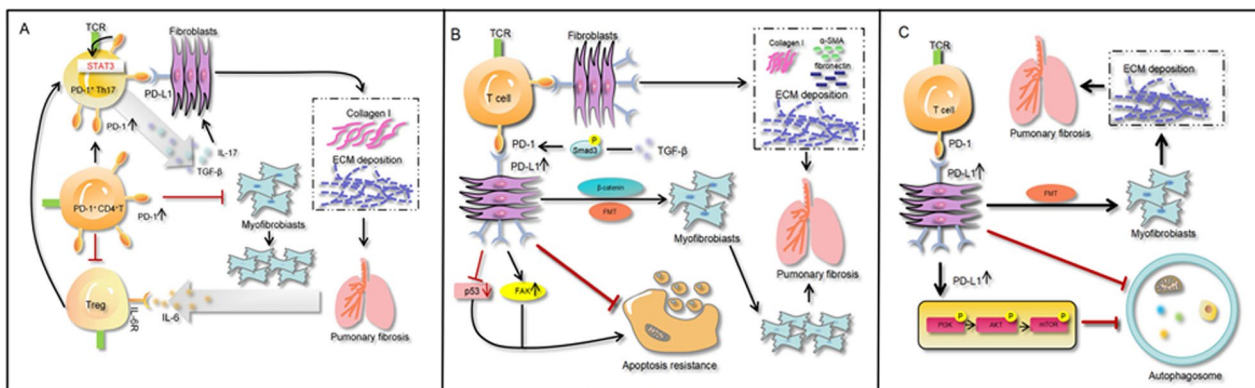 A
TCR
Fibroblasts
STAT3
PD-1⁺ Th17
PD-L1
PD-1
IL-17
TGF-β
Collagen I
ECM deposition
PD-1⁺ CD4⁺T
PD-1
Myofibrobiasts
Treg
IL-6R
IL-6
Pumonary fibrosis
B
TCR
Fibroblasts
T cell
Collagen I
α-SMA
fibronectin
ECM deposition
PD-1
P
Smad3
TGF-β
PD-L1
β-catenin
FMT
Myofibrobiasts
Pumonary fibrosis
p53
FAK
Apoptosis resistance
C
TCR
T cell
ECM deposition
Pumonary fibrosis
PD-1
PD-L1
FMT
Myofibrobiasts
PD-L1
PI3K
P
AKT
P
mTOR
P
Autophagosome